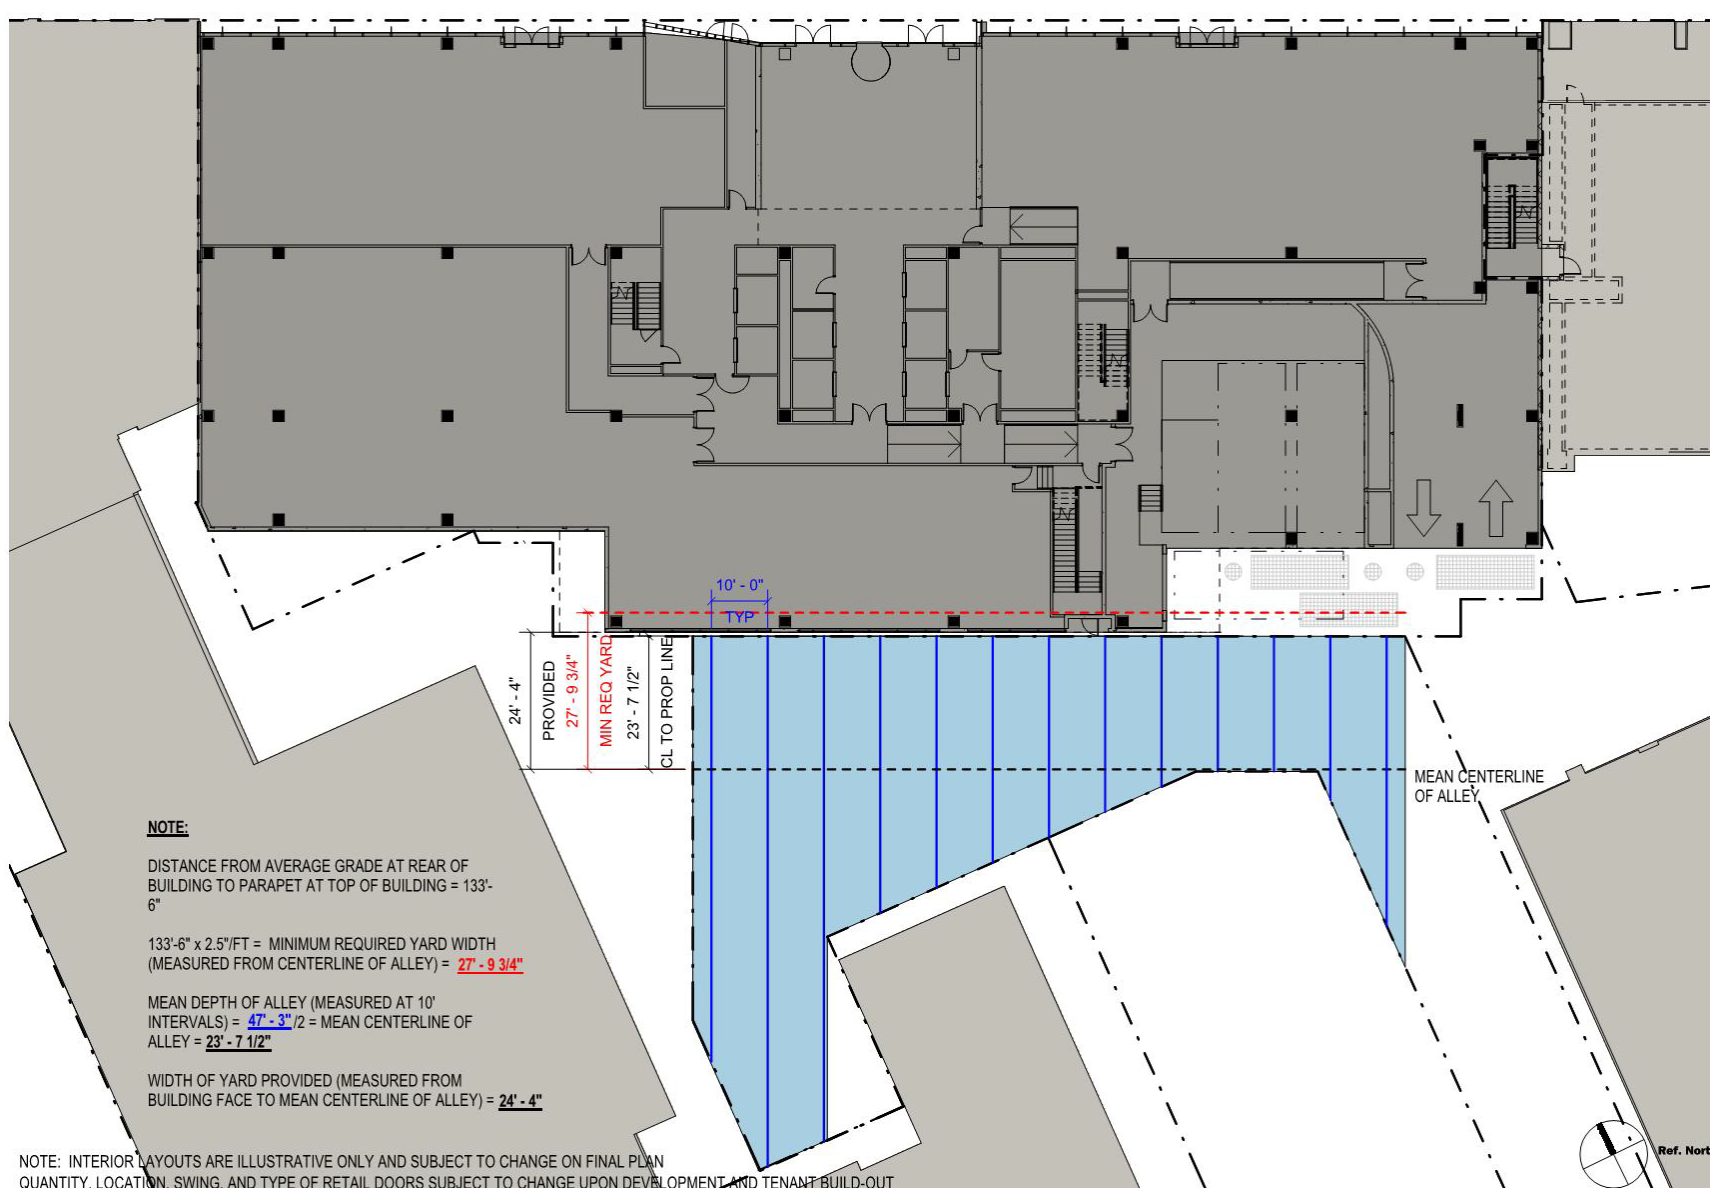 10' - 0"
TYP
24' - 4"
PROVIDED
27' - 9 3/4"
MIN REQ YARD
23' - 7 1/2"
CL TO PROP LINE
MEAN CENTERLINE
OF ALLEY
NOTE:
DISTANCE FROM AVERAGE GRADE AT REAR OF
BUILDING TO PARAPET AT TOP OF BUILDING = 133'-
6"
133'-6" x 2.5"/FT = MINIMUM REQUIRED YARD WIDTH
(MEASURED FROM CENTERLINE OF ALLEY) = 27' - 9 3/4"
MEAN DEPTH OF ALLEY (MEASURED AT 10'
INTERVALS) = 47' - 3" /2 = MEAN CENTERLINE OF
ALLEY = 23' - 7 1/2"
WIDTH OF YARD PROVIDED (MEASURED FROM
BUILDING FACE TO MEAN CENTERLINE OF ALLEY) = 24' - 4"
Ref. Nort
NOTE: INTERIOR LAYOUTS ARE ILLUSTRATIVE ONLY AND SUBJECT TO CHANGE ON FINAL PLAN
QUANTITY, LOCATION, SWING, AND TYPE OF RETAIL DOORS SUBJECT TO CHANGE UPON DEVELOPMENT AND TENANT BUILD-OUT